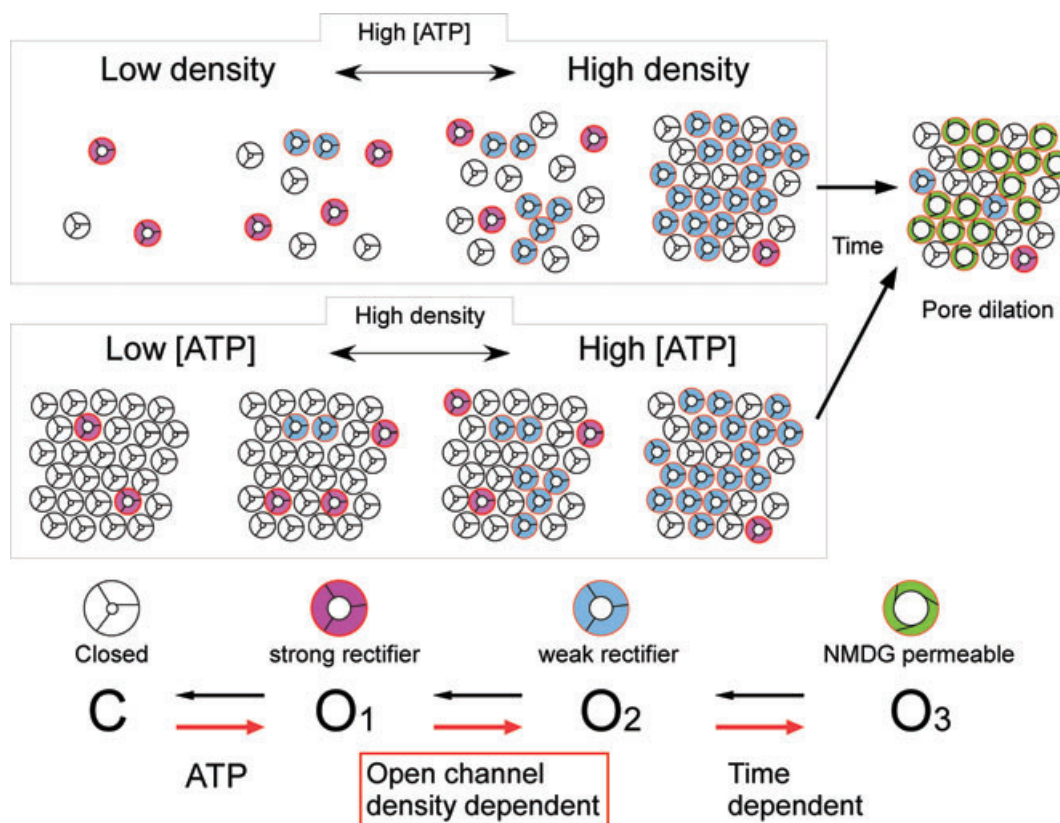 High [ATP]
Low density
High density
Time
Pore dilation
High density
Low [ATP]
High [ATP]
Closed
strong rectifier
weak rectifier
NMDG permeable
C
O1
O2
O3
ATP
Open channel
density dependent
Time
dependent